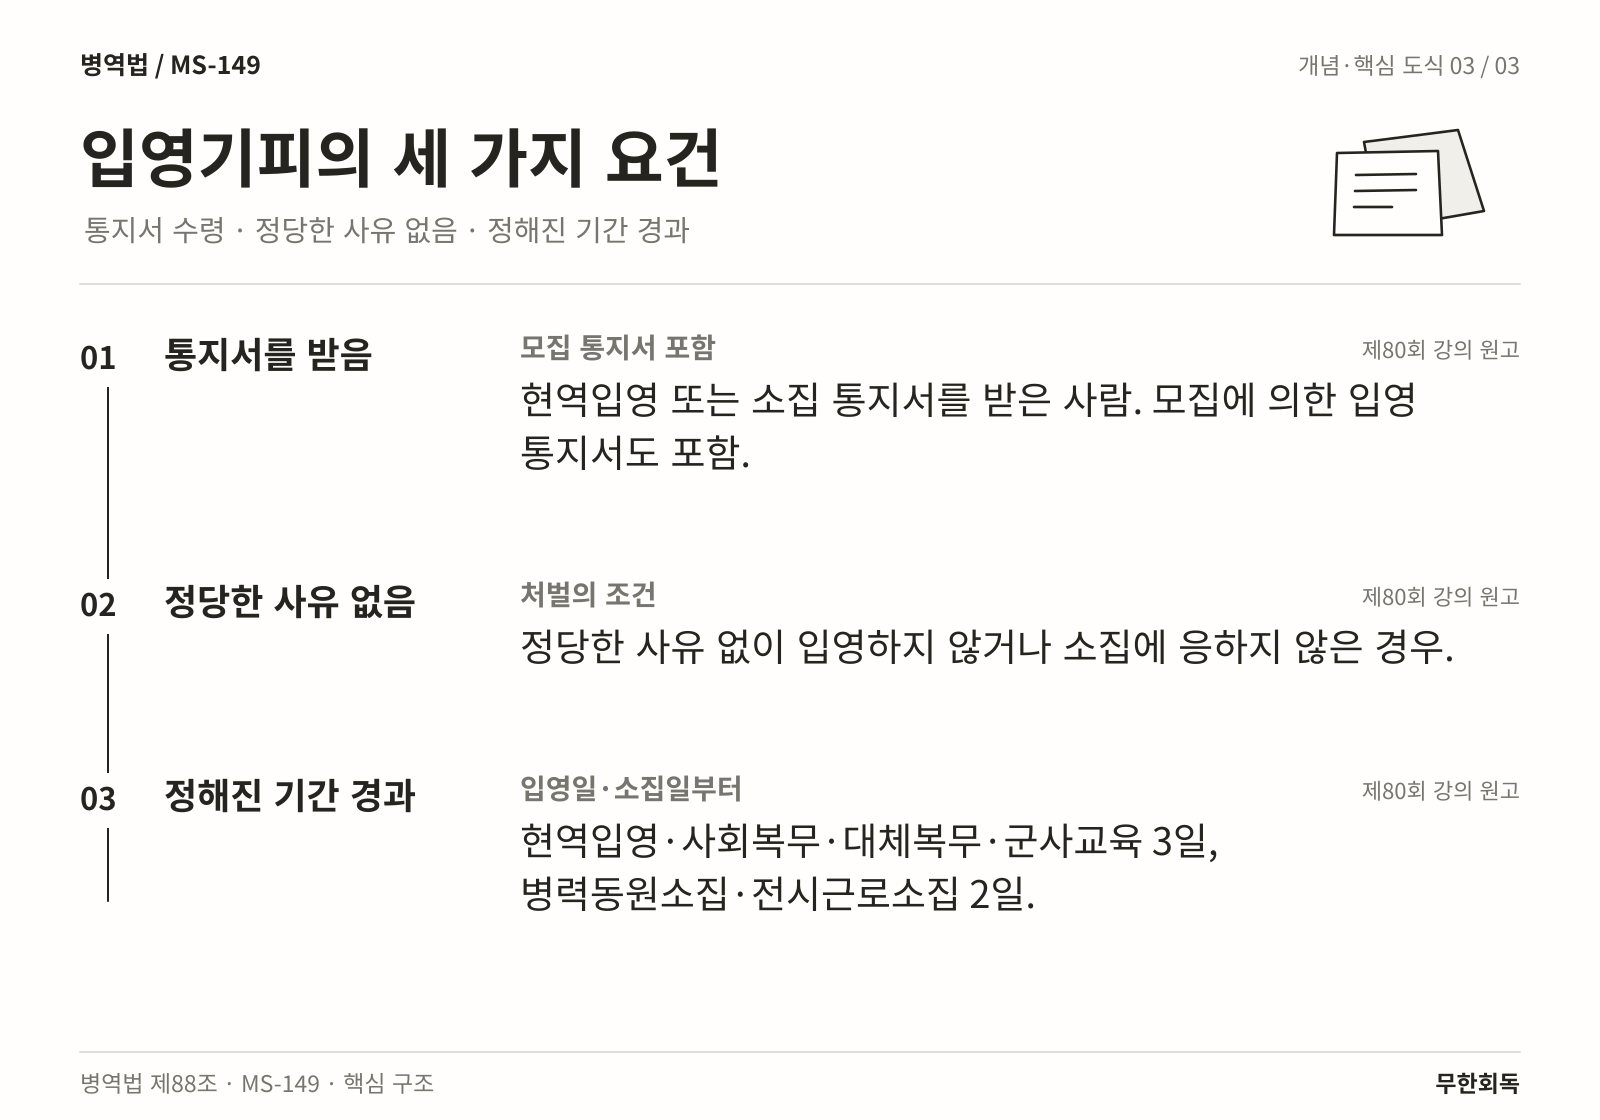 병역법 / MS-149
개념·핵심 도식 03 / 03
입영기피의 세 가지 요건
통지서 수령 · 정당한 사유 없음 · 정해진 기간 경과
01
통지서를 받음
모집 통지서 포함
제80회 강의 원고
현역입영 또는 소집 통지서를 받은 사람. 모집에 의한 입영
통지서도 포함.
02
정당한 사유 없음
처벌의 조건
제80회 강의 원고
정당한 사유 없이 입영하지 않거나 소집에 응하지 않은 경우.
03
정해진 기간 경과
입영일·소집일부터
제80회 강의 원고
현역입영·사회복무·대체복무·군사교육 3일,
병력동원소집·전시근로소집 2일.
병역법 제88조 · MS-149 · 핵심 구조
무한회독